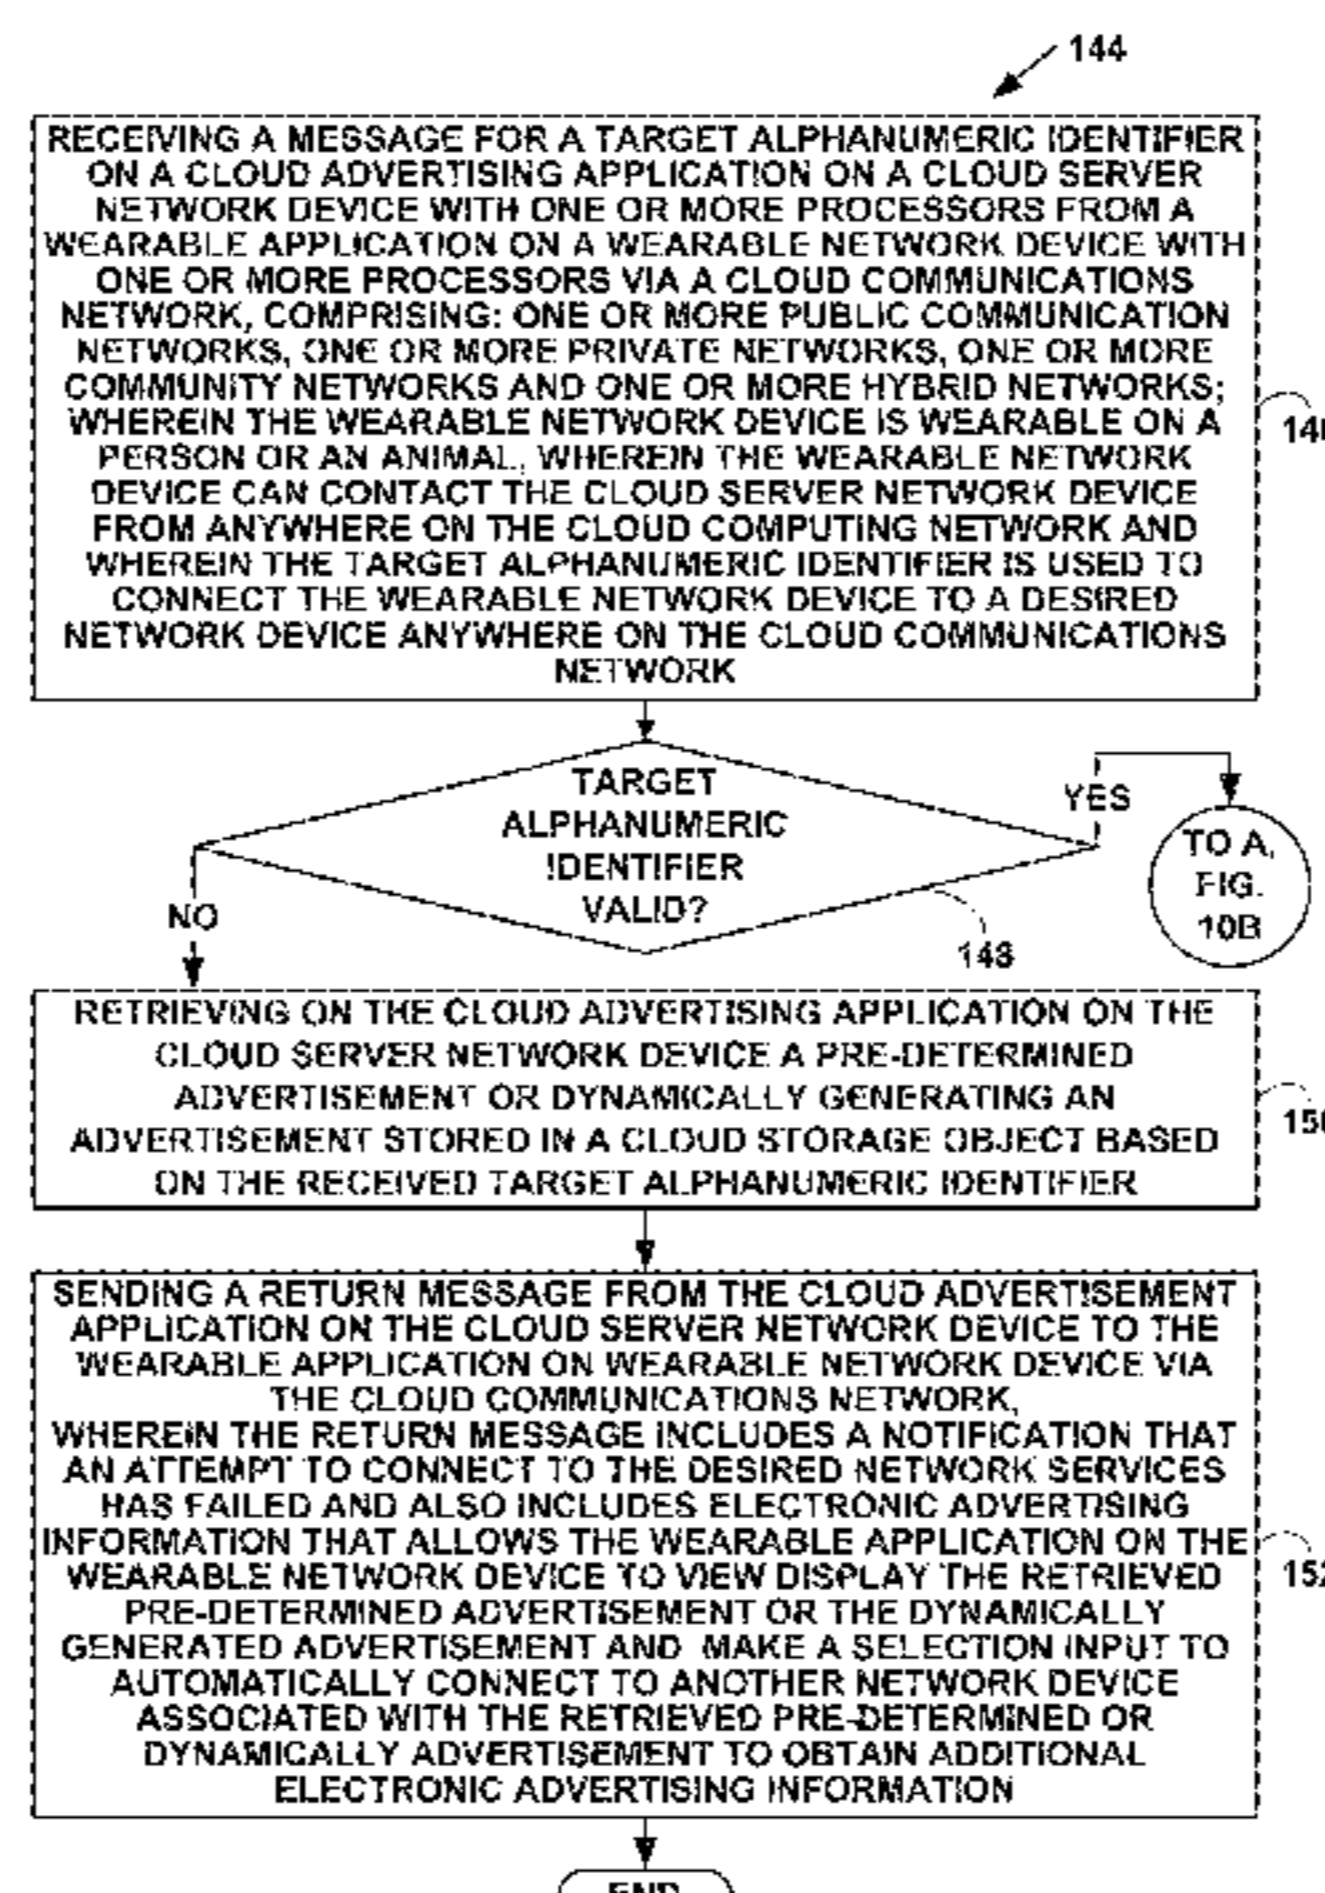 144
RECEIVING A MESSAGE FOR A TARGET ALPHANUMERIC IDENTIFIER
ON A CLOUD ADVERTISING APPLICATION ON A CLOUD SERVER
NETWORK DEVICE WITH ONE OR MORE PROCESSORS FROM A
WEARABLE APPLICATION ON A WEARABLE NETWORK DEVICE WITH
ONE OR MORE PROCESSORS VIA A CLOUD COMMUNICATIONS
NETWORK, COMPRISING: ONE OR MORE PUBLIC COMMUNICATION
NETWORKS, ONE OR MORE PRIVATE NETWORKS, ONE OR MORE
COMMUNITY NETWORKS AND ONE OR MORE HYBRID NETWORKS;
WHEREIN THE WEARABLE NETWORK DEVICE IS WEARABLE ON A
PERSON OR AN ANIMAL, WHEREIN THE WEARABLE NETWORK
DEVICE CAN CONTACT THE CLOUD SERVER NETWORK DEVICE
FROM ANYWHERE ON THE CLOUD COMPUTING NETWORK AND
WHEREIN THE TARGET ALPHANUMERIC IDENTIFIER IS USED TO
CONNECT THE WEARABLE NETWORK DEVICE TO A DESIRED
NETWORK DEVICE ANYWHERE ON THE CLOUD COMMUNICATIONS
NETWORK
TARGET
ALPHANUMERIC
IDENTIFIER
VALID?
YES
TO A,
FIG.
10B
NO
148
RETRIEVING ON THE CLOUD ADVERTISING APPLICATION ON THE
CLOUD SERVER NETWORK DEVICE A PRE-DETERMINED
ADVERTISEMENT OR DYNAMICALLY GENERATING AN
ADVERTISEMENT STORED IN A CLOUD STORAGE OBJECT BASED
ON THE RECEIVED TARGET ALPHANUMERIC IDENTIFIER
SENDING A RETURN MESSAGE FROM THE CLOUD ADVERTISEMENT
APPLICATION ON THE CLOUD SERVER NETWORK DEVICE TO THE
WEARABLE APPLICATION ON WEARABLE NETWORK DEVICE VIA
THE CLOUD COMMUNICATIONS NETWORK,
WHEREIN THE RETURN MESSAGE INCLUDES A NOTIFICATION THAT
AN ATTEMPT TO CONNECT TO THE DESIRED NETWORK SERVICES
HAS FAILED AND ALSO INCLUDES ELECTRONIC ADVERTISING
INFORMATION THAT ALLOWS THE WEARABLE APPLICATION ON THE
WEARABLE NETWORK DEVICE TO VIEW DISPLAY THE RETRIEVED
PRE-DETERMINED ADVERTISEMENT OR THE DYNAMICALLY
GENERATED ADVERTISEMENT AND MAKE A SELECTION INPUT TO
AUTOMATICALLY CONNECT TO ANOTHER NETWORK DEVICE
ASSOCIATED WITH THE RETRIEVED PRE-DETERMINED OR
DYNAMICALLY ADVERTISEMENT TO OBTAIN ADDITIONAL
ELECTRONIC ADVERTISING INFORMATION
END